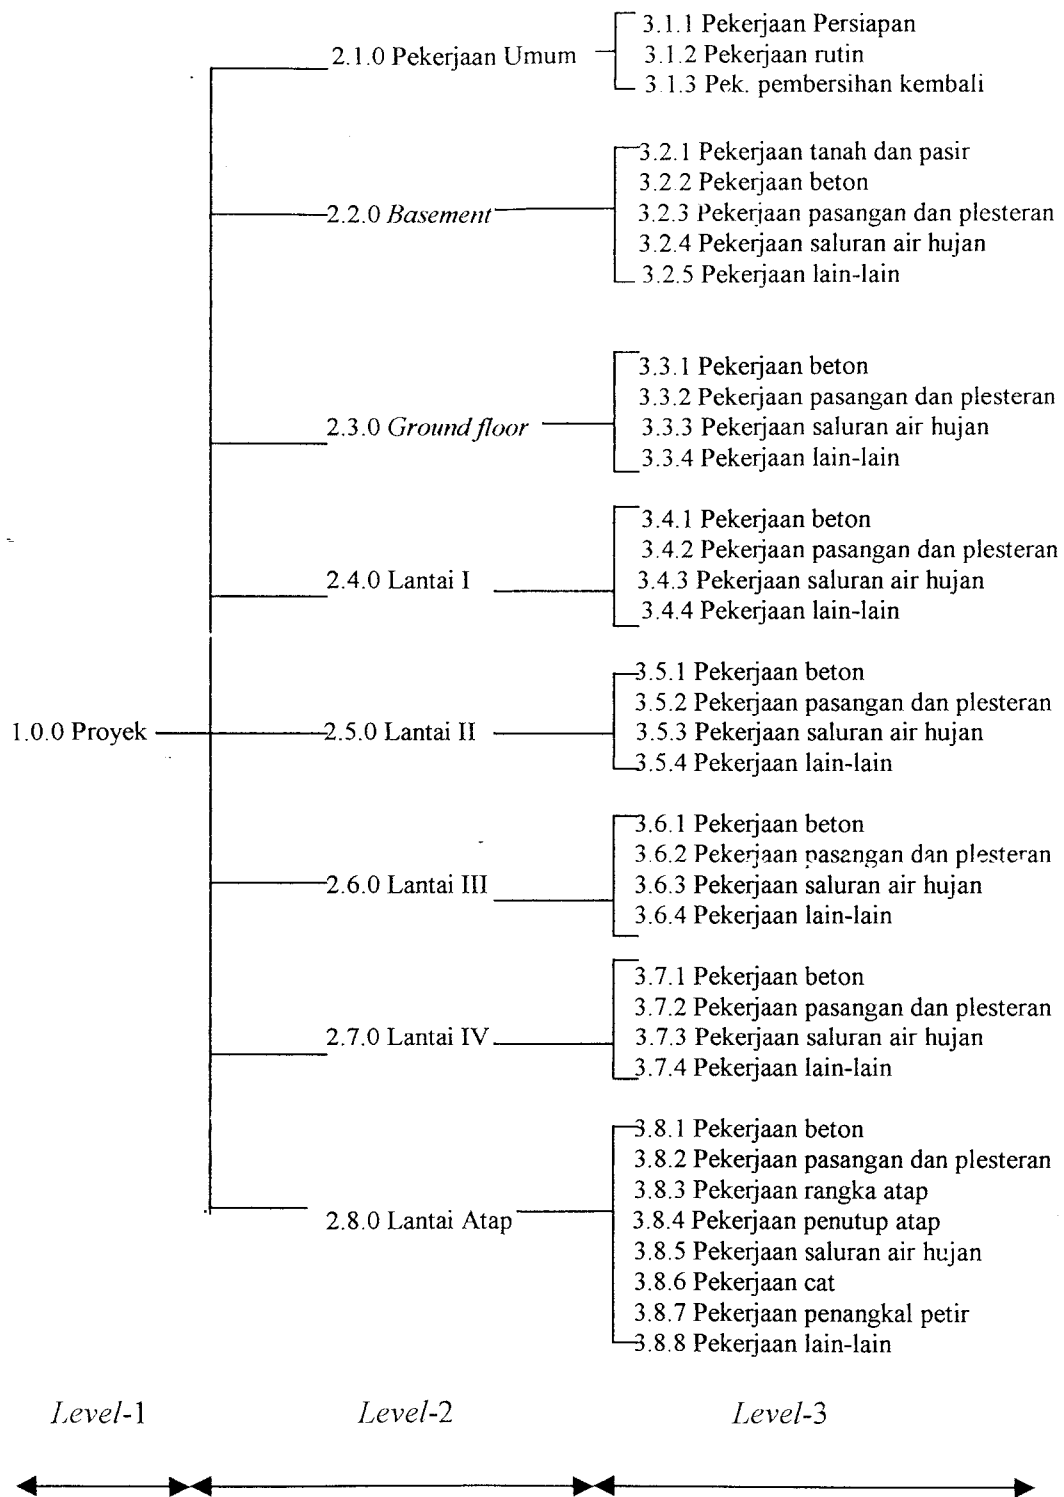 3.1.1 Pekerjaan Persiapan
2.1.0 Pekerjaan Umum
3.1.2 Pekerjaan rutin
3.1.3 Pek. pembersihan kembali
3.2.1 Pekerjaan tanah dan pasir
3.2.2 Pekerjaan beton
2.2.0 Basement
3.2.3 Pekerjaan pasangan dan plesteran
3.2.4 Pekerjaan saluran air hujan
3.2.5 Pekerjaan lain-lain
3.3.1 Pekerjaan beton
3.3.2 Pekerjaan pasangan dan plesteran
2.3.0 Ground floor
3.3.3 Pekerjaan saluran air hujan
3.3.4 Pekerjaan lain-lain
3.4.1 Pekerjaan beton
3.4.2 Pekerjaan pasangan dan plesteran
2.4.0 Lantai I
3.4.3 Pekerjaan saluran air hujan
3.4.4 Pekerjaan lain-lain
3.5.1 Pekerjaan beton
3.5.2 Pekerjaan pasangan dan plesteran
1.0.0 Proyek
2.5.0 Lantai II
3.5.3 Pekerjaan saluran air hujan
3.5.4 Pekerjaan lain-lain
3.6.1 Pekerjaan beton
3.6.2 Pekerjaan pasangan dan plesteran
2.6.0 Lantai III
3.6.3 Pekerjaan saluran air hujan
3.6.4 Pekerjaan lain-lain
3.7.1 Pekerjaan beton
3.7.2 Pekerjaan pasangan dan plesteran
2.7.0 Lantai IV
3.7.3 Pekerjaan saluran air hujan
3.7.4 Pekerjaan lain-lain
3.8.1 Pekerjaan beton
3.8.2 Pekerjaan pasangan dan plesteran
3.8.3 Pekerjaan rangka atap
2.8.0 Lantai Atap
3.8.4 Pekerjaan penutup atap
3.8.5 Pekerjaan saluran air hujan
3.8.6 Pekerjaan cat
3.8.7 Pekerjaan penangkal petir
3.8.8 Pekerjaan lain-lain
Level-1
Level-2
Level-3